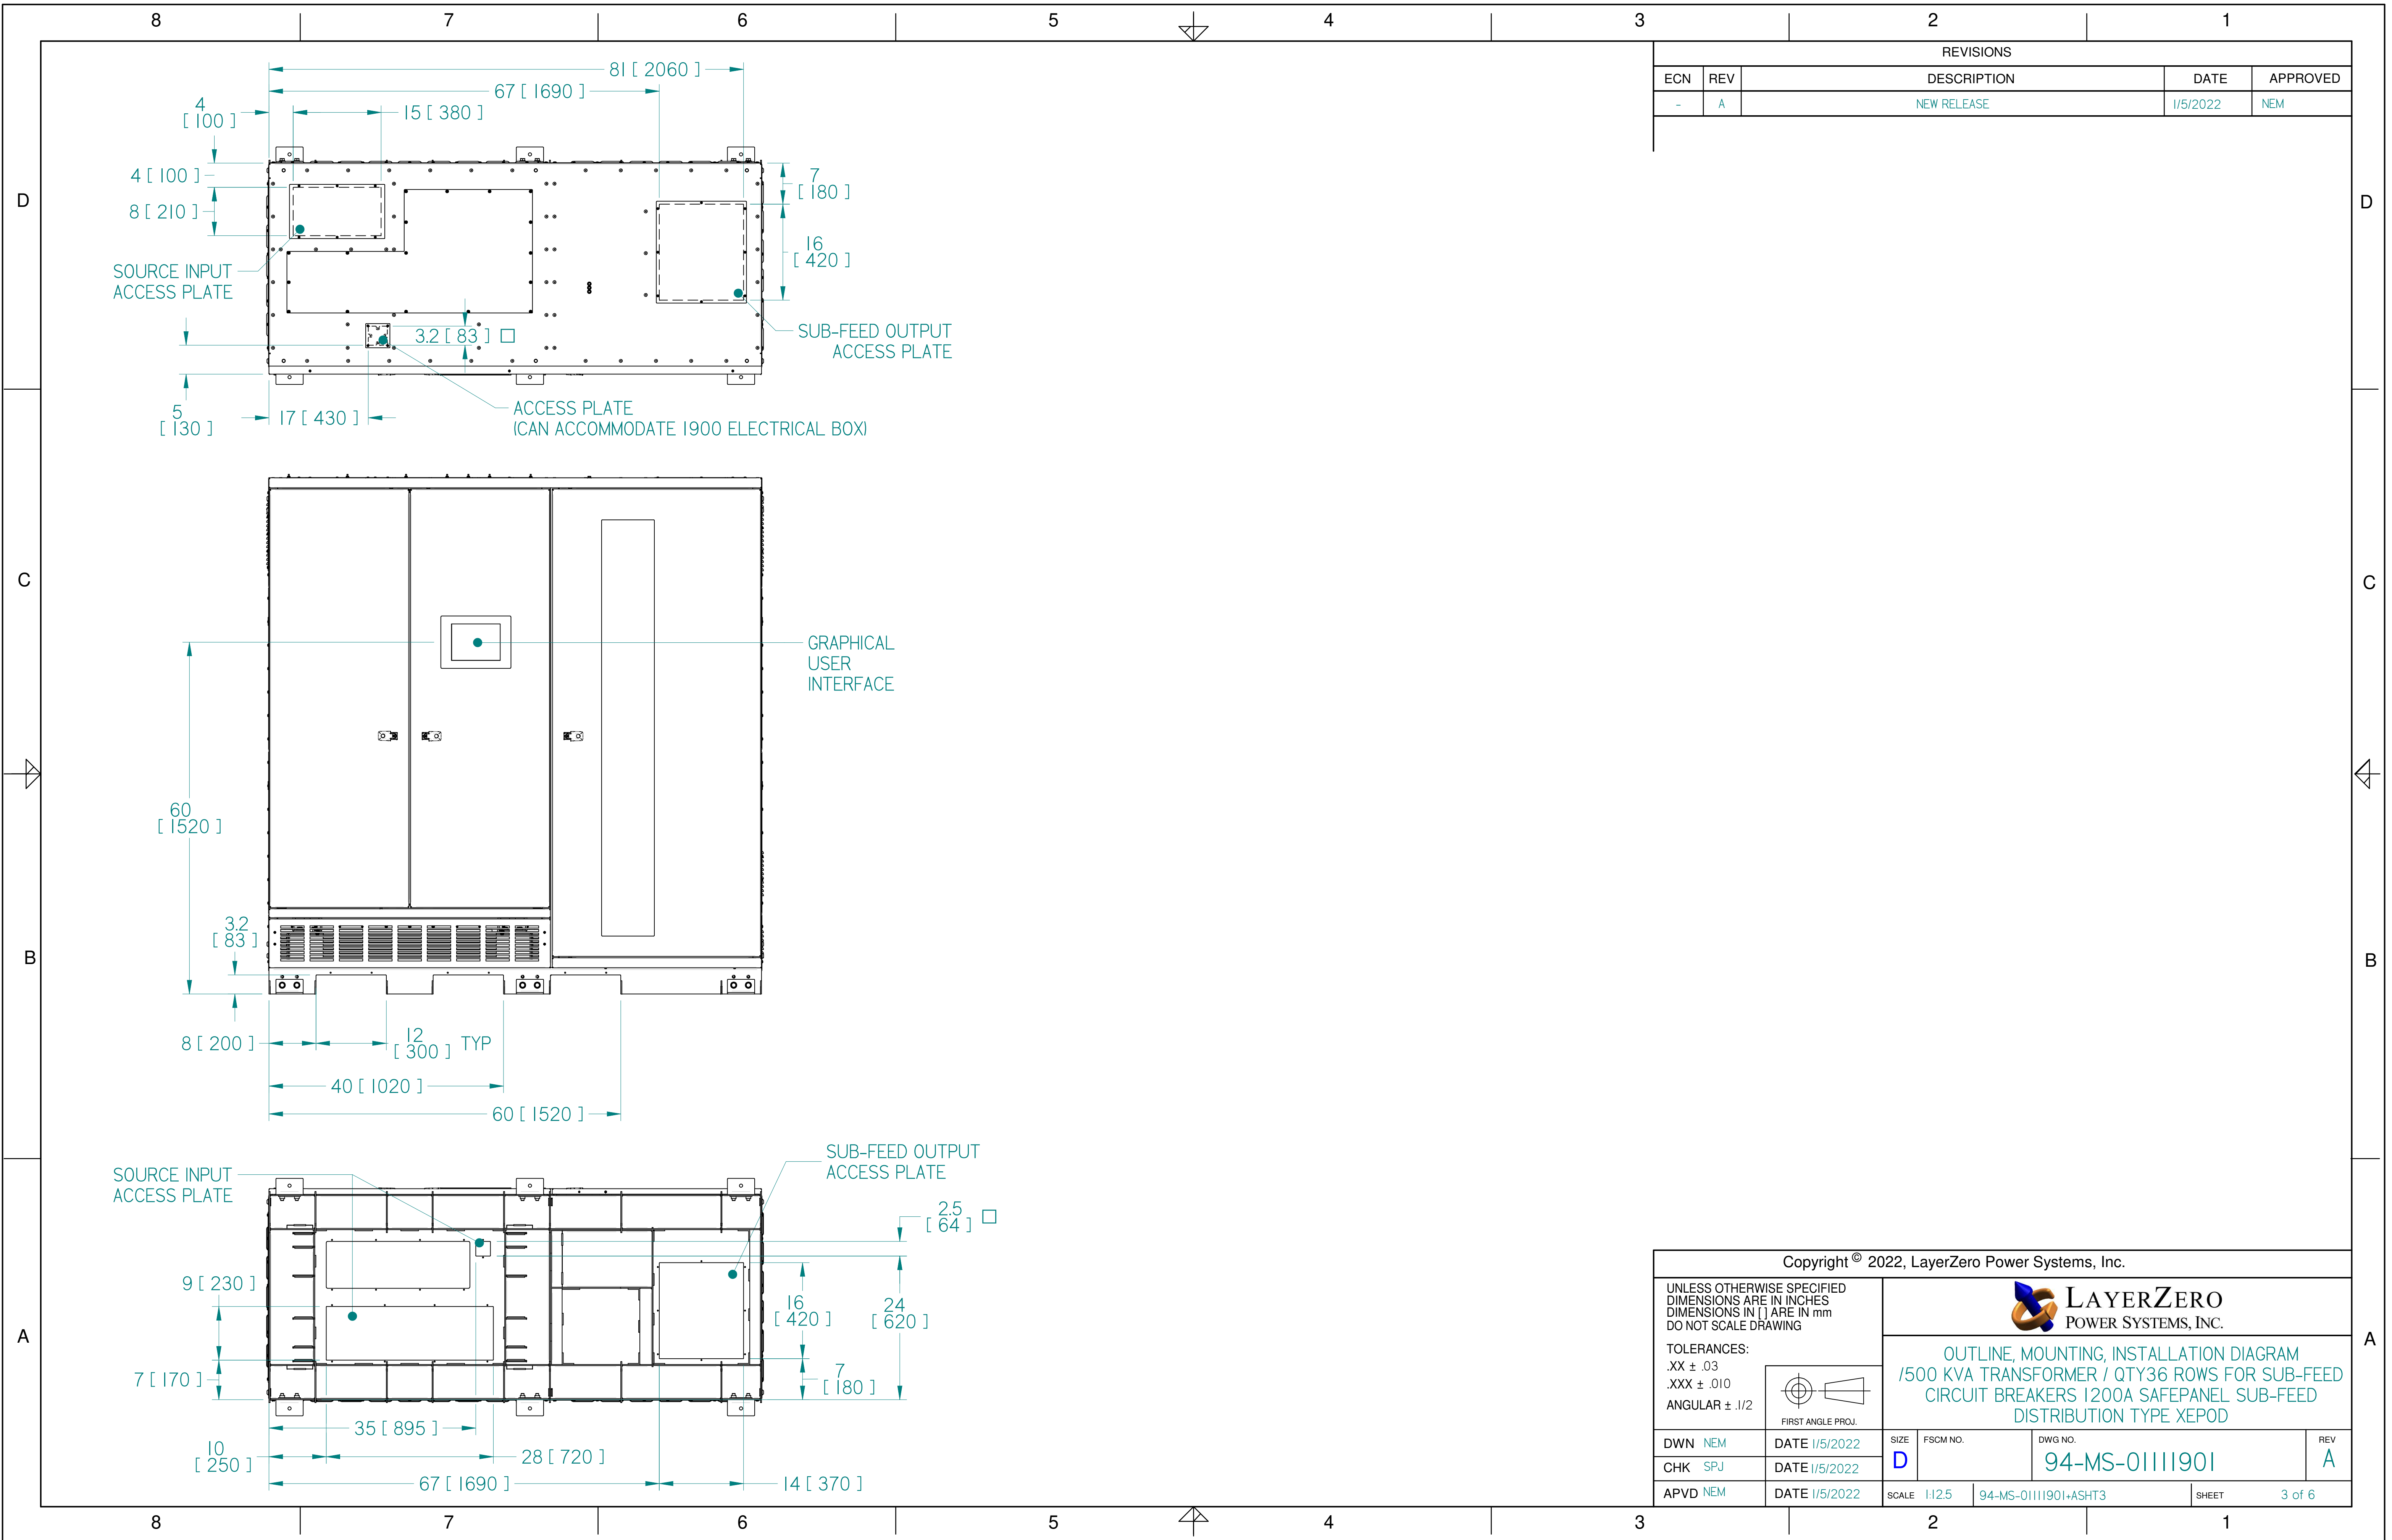 8 7 6 5 4 3 2 1
REVISIONS
ECN REV DESCRIPTION DATE APPROVED
- A NEW RELEASE 1/5/2022 NEM
D
D
81 [ 2060 ]
67 [ 1690 ]
15 [ 380 ]
4
[ 100 ]
4 [ 100 ]
8 [ 210 ]
7
[ 180 ]
16
[ 420 ]
SOURCE INPUT
ACCESS PLATE
3.2 [ 83 ]
SUB-FEED OUTPUT
ACCESS PLATE
5
[ 130 ]
17 [ 430 ]
ACCESS PLATE
(CAN ACCOMMODATE 1900 ELECTRICAL BOX)
C
C
GRAPHICAL
USER
INTERFACE
60
[ 1520 ]
3.2
[ 83 ]
B
B
8 [ 200 ]
12
[ 300 ] TYP
40 [ 1020 ]
60 [ 1520 ]
SOURCE INPUT
ACCESS PLATE
SUB-FEED OUTPUT
ACCESS PLATE
2.5
[ 64 ]
9 [ 230 ]
16
[ 420 ]
24
[ 620 ]
7 [ 170 ]
7
[ 180 ]
35 [ 895 ]
10
[ 250 ]
28 [ 720 ]
67 [ 1690 ]
14 [ 370 ]
A
A
Copyright © 2022, LayerZero Power Systems, Inc.
UNLESS OTHERWISE SPECIFIED
DIMENSIONS ARE IN INCHES
DIMENSIONS IN [ ] ARE IN mm
DO NOT SCALE DRAWING
TOLERANCES:
.XX ± .03
.XXX ± .010
ANGULAR ± .1/2
FIRST ANGLE PROJ.
LAYERZERO
POWER SYSTEMS, INC.
OUTLINE, MOUNTING, INSTALLATION DIAGRAM
/500 KVA TRANSFORMER / QTY36 ROWS FOR SUB-FEED
CIRCUIT BREAKERS 1200A SAFEPANEL SUB-FEED
DISTRIBUTION TYPE XEPOD
DWN NEM DATE 1/5/2022
CHK SPJ DATE 1/5/2022
APVD NEM DATE 1/5/2022
SIZE D
FSCM NO.
DWG NO. 94-MS-01111901
REV A
SCALE 1:12.5 94-MS-01111901+ASHT3 SHEET 3 of 6
8 7 6 5 4 3 2 1